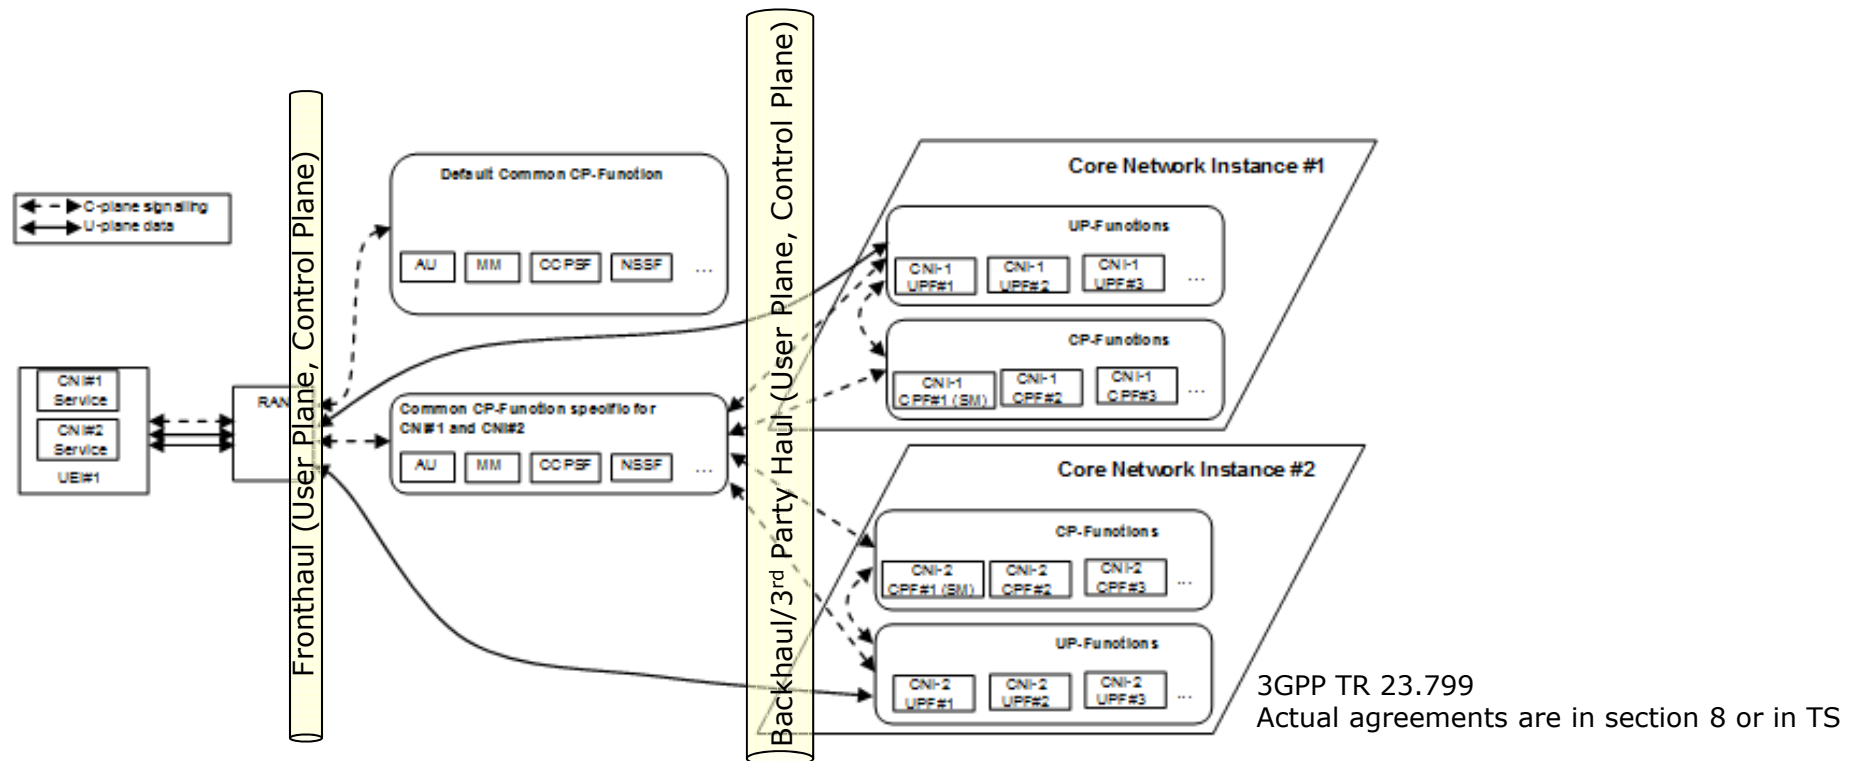 C-plane signalling
U-plane data
CNI#1
Service
CNI#2
Service
UEI#1
RAN
Fronthaul (User Plane, Control Plane)
Default Common CP-Function
AU
MM
CCPSF
NSSF
...
Common CP-Function specific for
CNI#1 and CNI#2
AU
MM
CCPSF
NSSF
...
Backhaul/3rd Party Haul (User Plane, Control Plane)
Core Network Instance #1
UP-Functions
CNI-1
UPF#1
CNI-1
UPF#2
CNI-1
UPF#3
...
CP-Functions
CNI-1
CPF#1 (SM)
CNI-1
CPF#2
CNI-1
CPF#3
...
Core Network Instance #2
CP-Functions
CNI-2
CPF#1 (SM)
CNI-2
CPF#2
CNI-2
CPF#3
...
UP-Functions
CNI-2
UPF#1
CNI-2
UPF#2
CNI-2
UPF#3
...
3GPP TR 23.799
Actual agreements are in section 8 or in TS